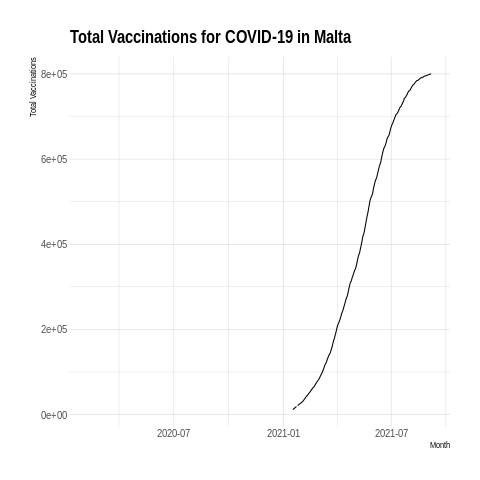 Total Vaccinations for COVID-19 in Malta
Total Vaccinations
8e+05
6e+05
4e+05
2e+05
0e+00
2020-07 2021-01 2021-07
Month